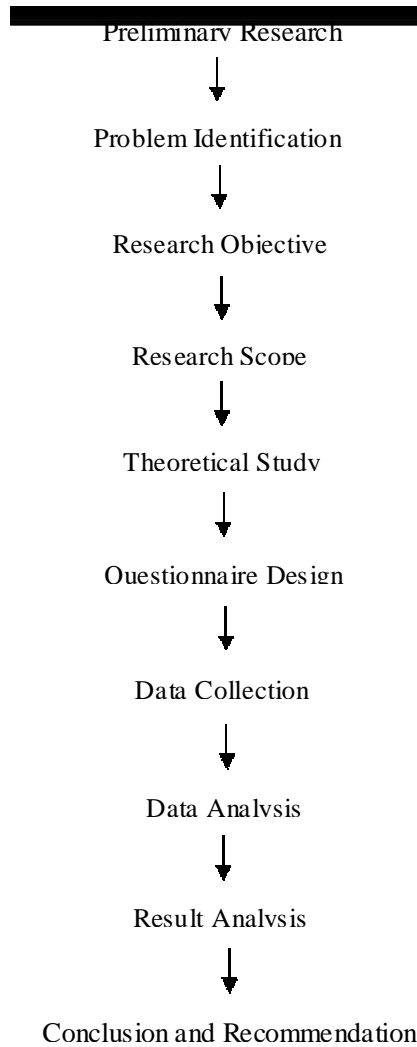 Preliminary Research
Problem Identification
Research Objective
Research Scope
Theoretical Study
Questionnaire Design
Data Collection
Data Analysis
Result Analysis
Conclusion and Recommendation